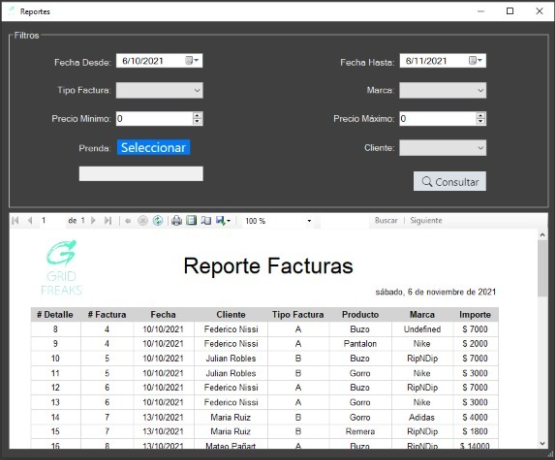 Reportes
Filtros
Fecha Desde: 6/10/2021 Fecha Hasta: 6/11/2021
Tipo Factura: Marca:
Precio Minimo: 0 Precio Máximo: 0
Prenda: Seleccionar Cliente:
Consultar
1 de 1 100 % Buscar | Siguiente
GRID
FREAKS
Reporte Facturas
sábado, 6 de noviembre de 2021
# Detalle # Factura Fecha Cliente Tipo Factura Producto Marca Importe
8 4 10/10/2021 Federico Nissi A Buzo Undefined $ 7000
9 4 10/10/2021 Federico Nissi A Pantalon Nike $ 2000
10 5 10/10/2021 Julian Robles B Buzo RipNDip $ 7000
11 5 10/10/2021 Julian Robles B Gorro Nike $ 3000
12 6 10/10/2021 Federico Nissi A Buzo RipNDip $ 7000
13 6 10/10/2021 Federico Nissi A Gorro Nike $ 3000
14 7 13/10/2021 Maria Ruiz B Gorro Adidas $ 4000
15 7 13/10/2021 Maria Ruiz B Remera RipNDip $ 1800
16 8 13/10/2021 Mateo Pañart A Buzo RipNDip $ 14000